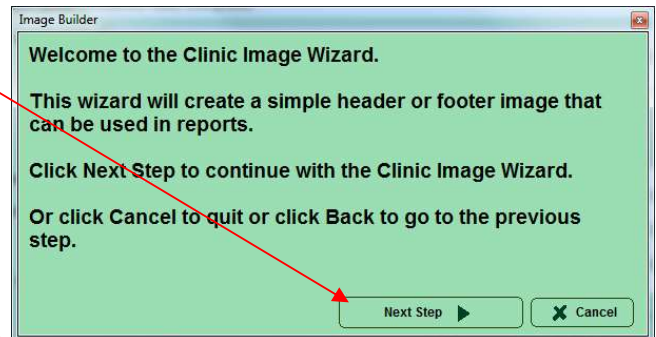 Image Builder
Welcome to the Clinic Image Wizard.
This wizard will create a simple header or footer image that
can be used in reports.
Click Next Step to continue with the Clinic Image Wizard.
Or click Cancel to quit or click Back to go to the previous
step.
Next Step
Cancel